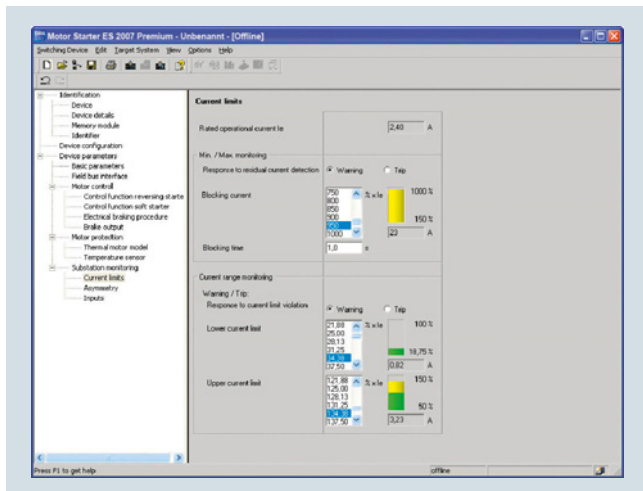 Motor Starter ES 2007 Premium - Unbenannt - [Offline]
Switching Device Edit Target System View Options Help
Identification
Device
Device details
Memory module
Identifier
Device configuration
Device parameters
Basic parameters
Field bus interface
Motor control
Control function reversing starte
Control function soft starter
Electrical braking procedure
Brake output
Motor protection
Thermal motor model
Temperature sensor
Substation monitoring
Current limits
Asymmetry
Inputs
Current limits
Rated operational current Ie 2,40 A
Min. / Max. monitoring
Response to residual current detection Warning Trip
Blocking current
750
800
850
900
950
1000
% x Ie
1000 %
150 %
23 A
Blocking time 1,0 s
Current range monitoring
Warning / Trip:
Response to current limit violation Warning Trip
Lower current limit
21,88
25,00
28,13
31,25
34,38
37,50
% x Ie
100 %
18,75 %
0,82 A
Upper current limit
121,88
125,00
128,13
131,25
134,38
137,50
% x Ie
150 %
50 %
3,23 A
Press F1 to get help
offline